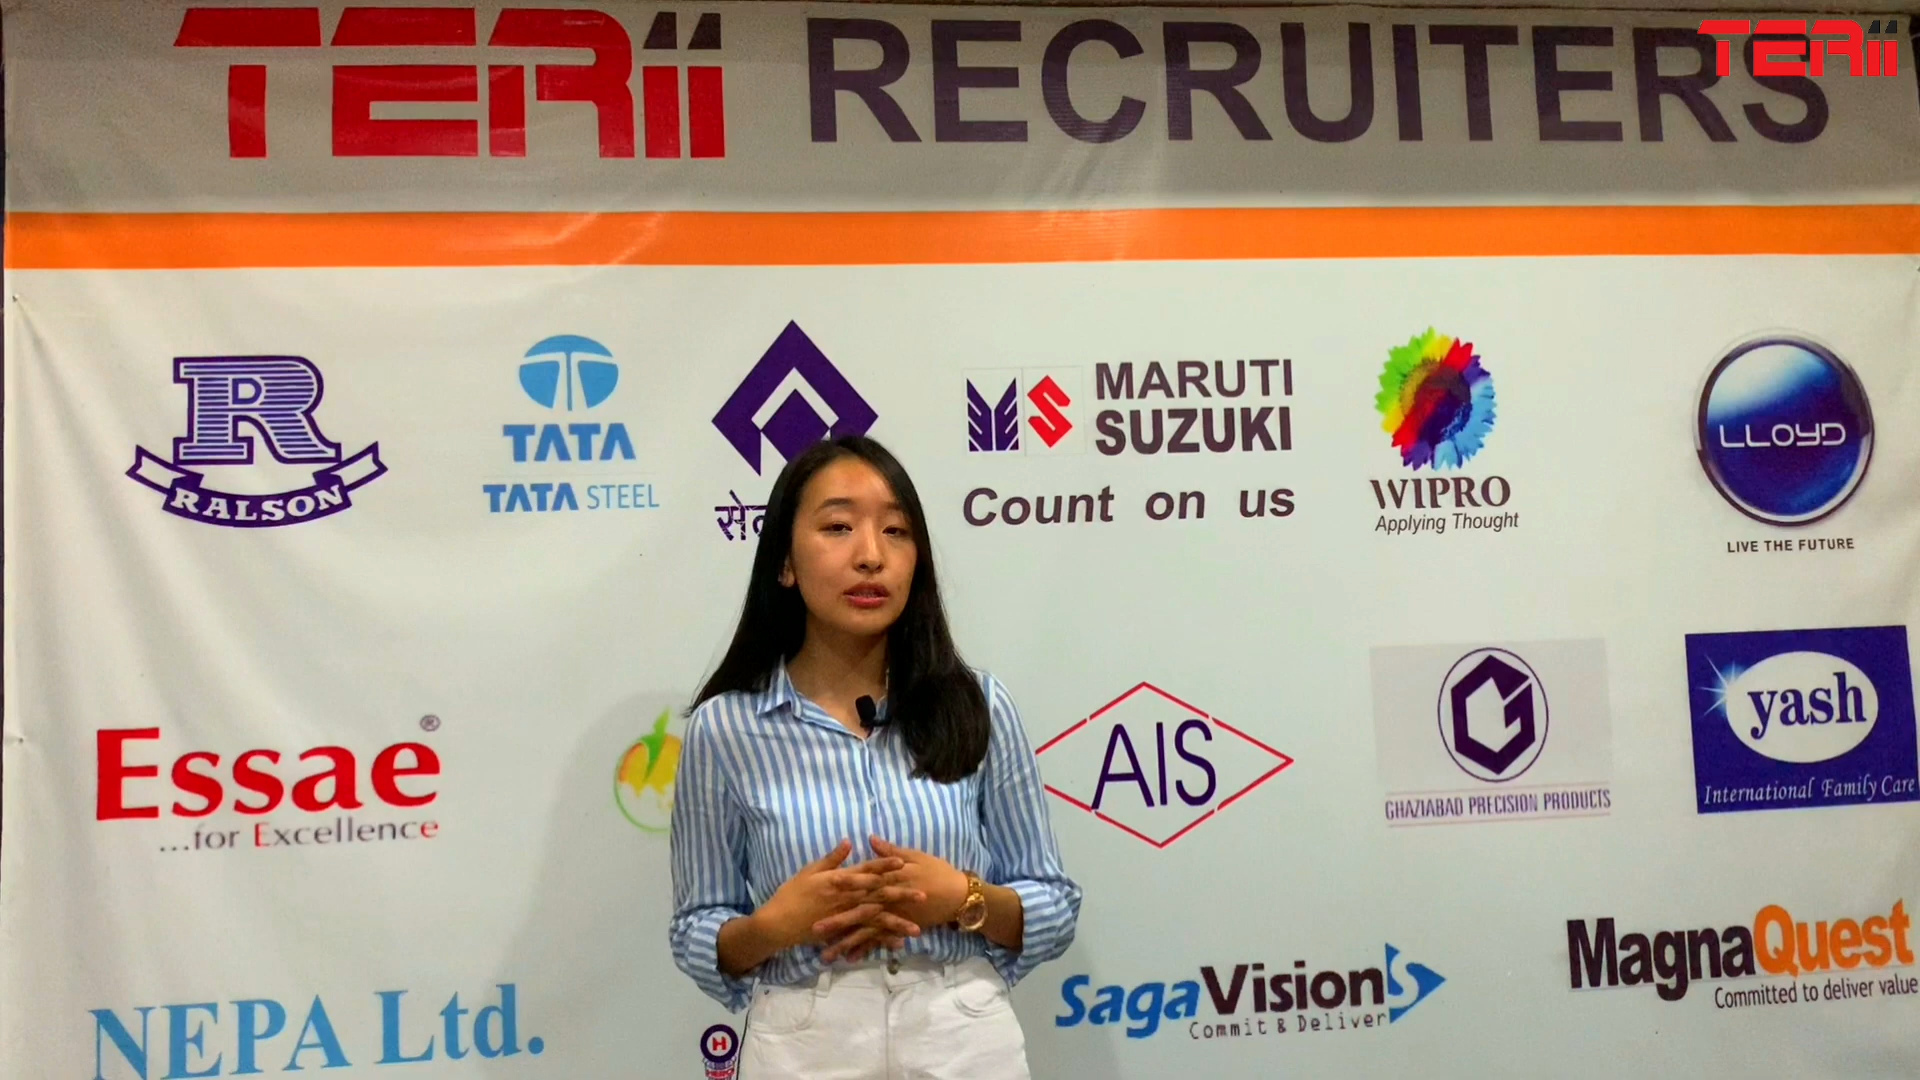 TERii RECRUITERS
TERii
R
RALSON
TATA
TATA STEEL
MARUTI
SUZUKI
Count on us
WIPRO
Applying Thought
LLOYD
LIVE THE FUTURE
Essae®
...for Excellence
AIS
G
GHAZIABAD PRECISION PRODUCTS
yash
International Family Care
NEPA Ltd.
H
HERO
SagaVision
Commit & Deliver
MagnaQuest
Committed to deliver value